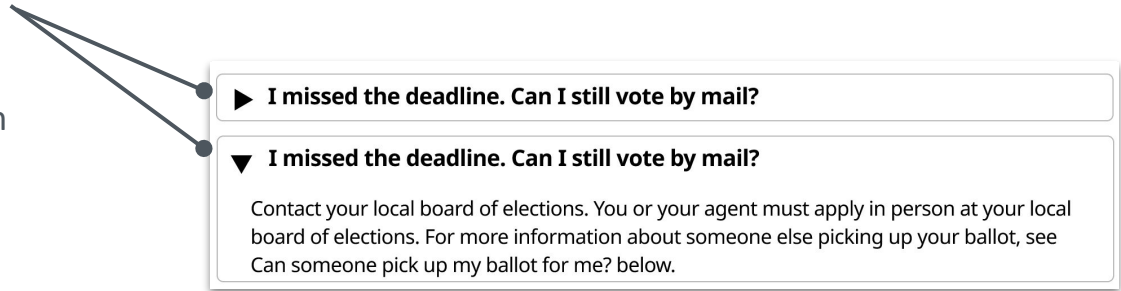 I missed the deadline. Can I still vote by mail?
I missed the deadline. Can I still vote by mail?
Contact your local board of elections. You or your agent must apply in person at your local
board of elections. For more information about someone else picking up your ballot, see
Can someone pick up my ballot for me? below.